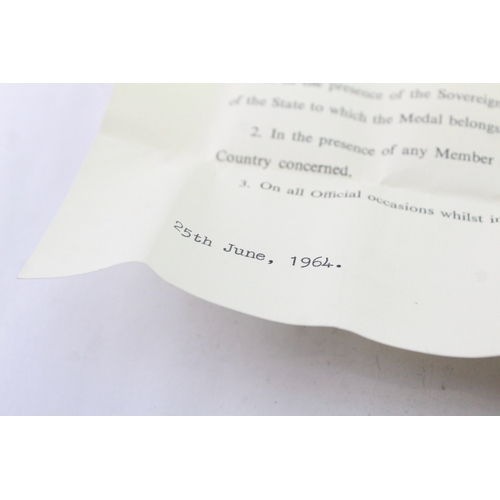 the presence of the Sovereign
of the State to which the Medal belongs
2. In the presence of any Member
Country concerned.
3. On all Official occasions whilst
25th June, 1964.